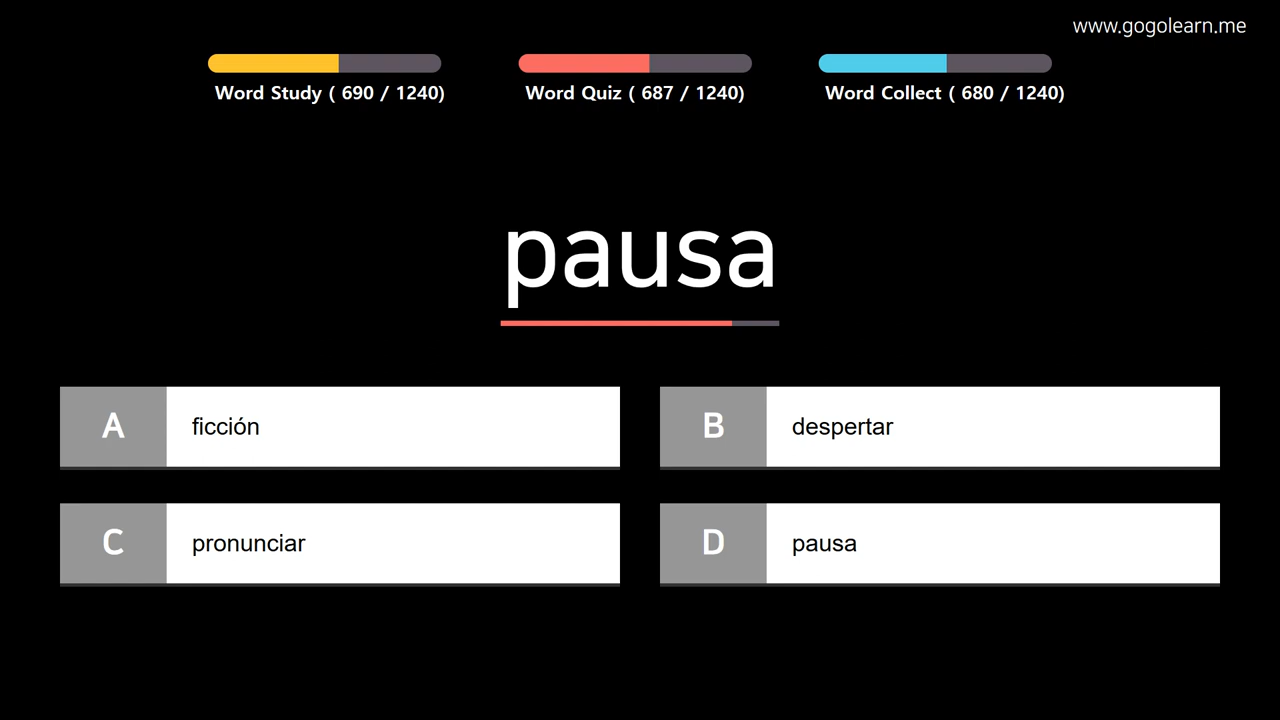 www.gogolearn.me
Word Study ( 690 / 1240)
Word Quiz ( 687 / 1240)
Word Collect ( 680 / 1240)
pausa
A
ficción
B
despertar
C
pronunciar
D
pausa